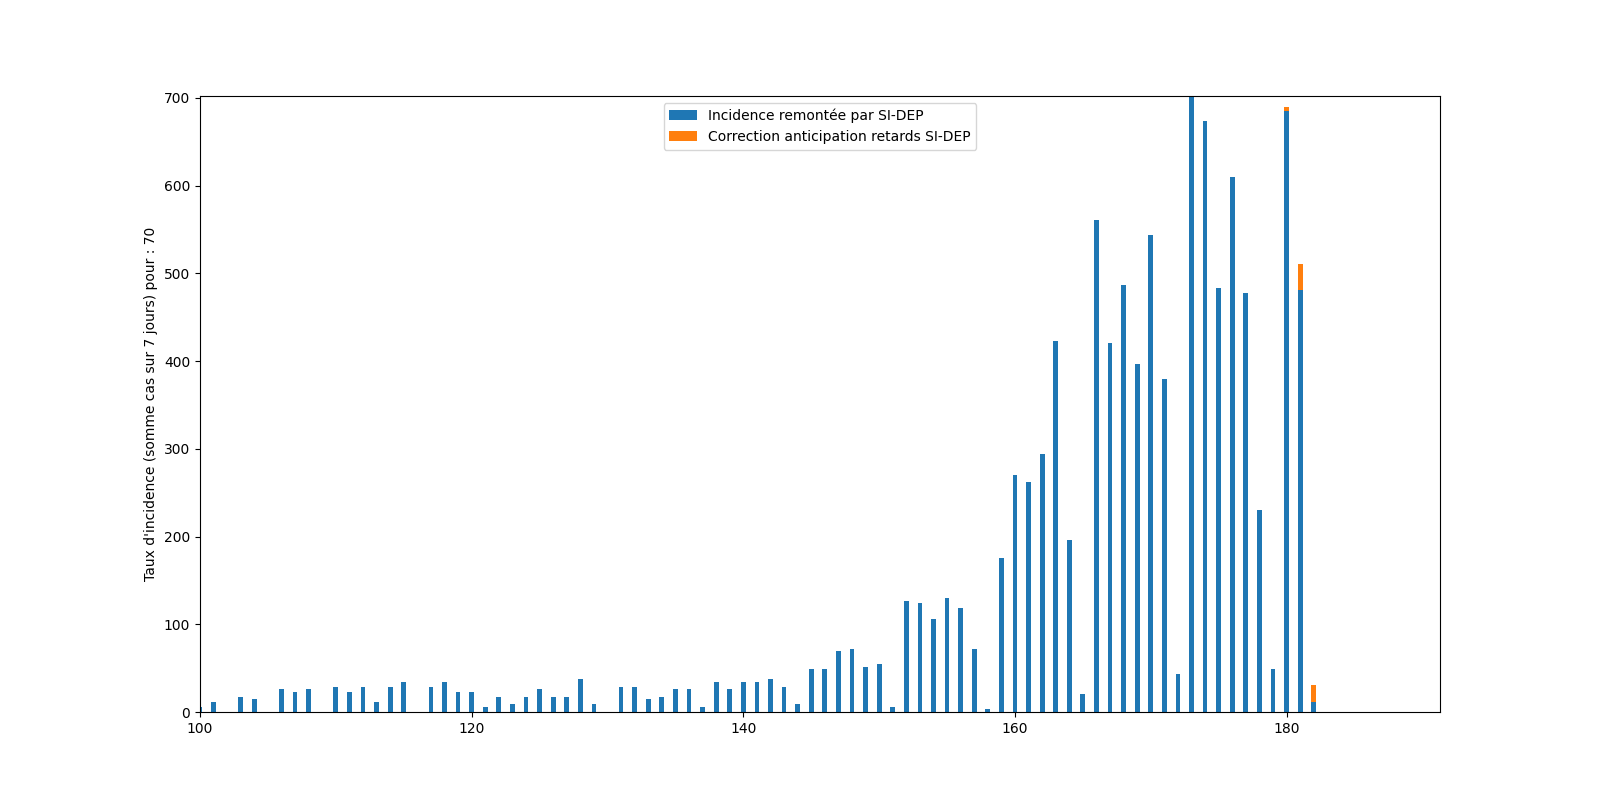 Incidence remontée par SI-DEP
Correction anticipation retards SI-DEP
Taux d'incidence (somme cas sur 7 jours) pour : 70
700
600
500
400
300
200
100
0
100 120 140 160 180